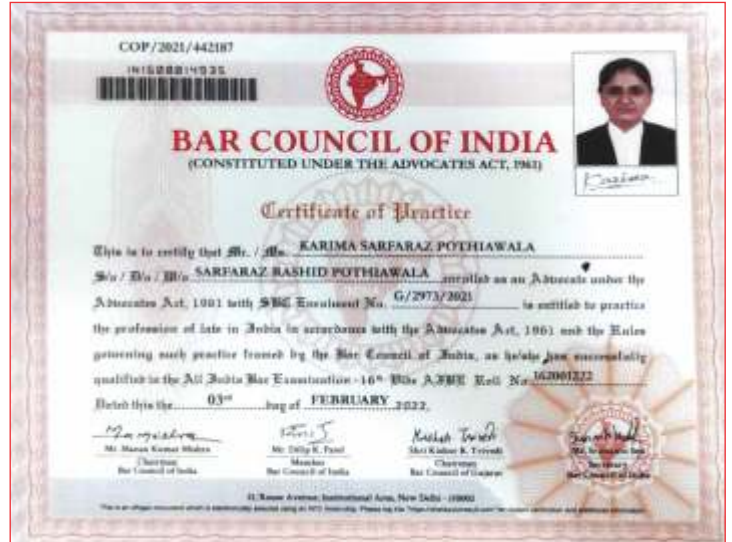 COP/2021/442187
IN1600014935
BAR COUNCIL OF INDIA
(CONSTITUTED UNDER THE ADVOCATES ACT, 1961)
Karima
Certificate of Practice
This is to certify that Mr. / Ms. KARIMA SARFARAZ POTHIAWALA
S/o / D/o / W/o SARFARAZ RASHID POTHIAWALA enrolled as an Advocate under the
Advocates Act, 1961 with SBC Enrolment No. G/2973/2021 is entitled to practice
the profession of law in India in accordance with the Advocates Act, 1961 and the Rules
governing such practice framed by the Bar Council of India, as he/she has successfully
qualified in the All India Bar Examination - 16th Vide AIBE Roll No 162001222
Dated this the 03rd day of FEBRUARY 2022.
Mr. Manan Kumar Mishra
Mr. Dilip K. Patel
Shri Kishor R. Trivedi
Chairman
Member
Chairman
Secretary
Bar Council of India
Bar Council of India
Bar Council of Gujarat
Bar Council of India
21, Rouse Avenue, Institutional Area, New Delhi - 110002